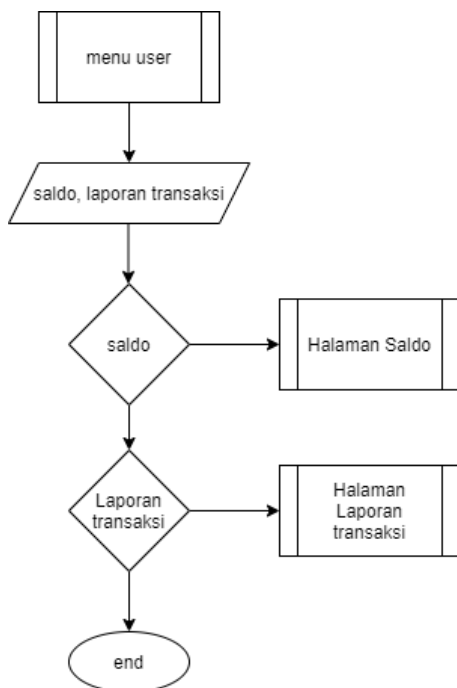 menu user
saldo, laporan transaksi
saldo
Halaman Saldo
Laporan
transaksi
Halaman
Laporan
transaksi
end